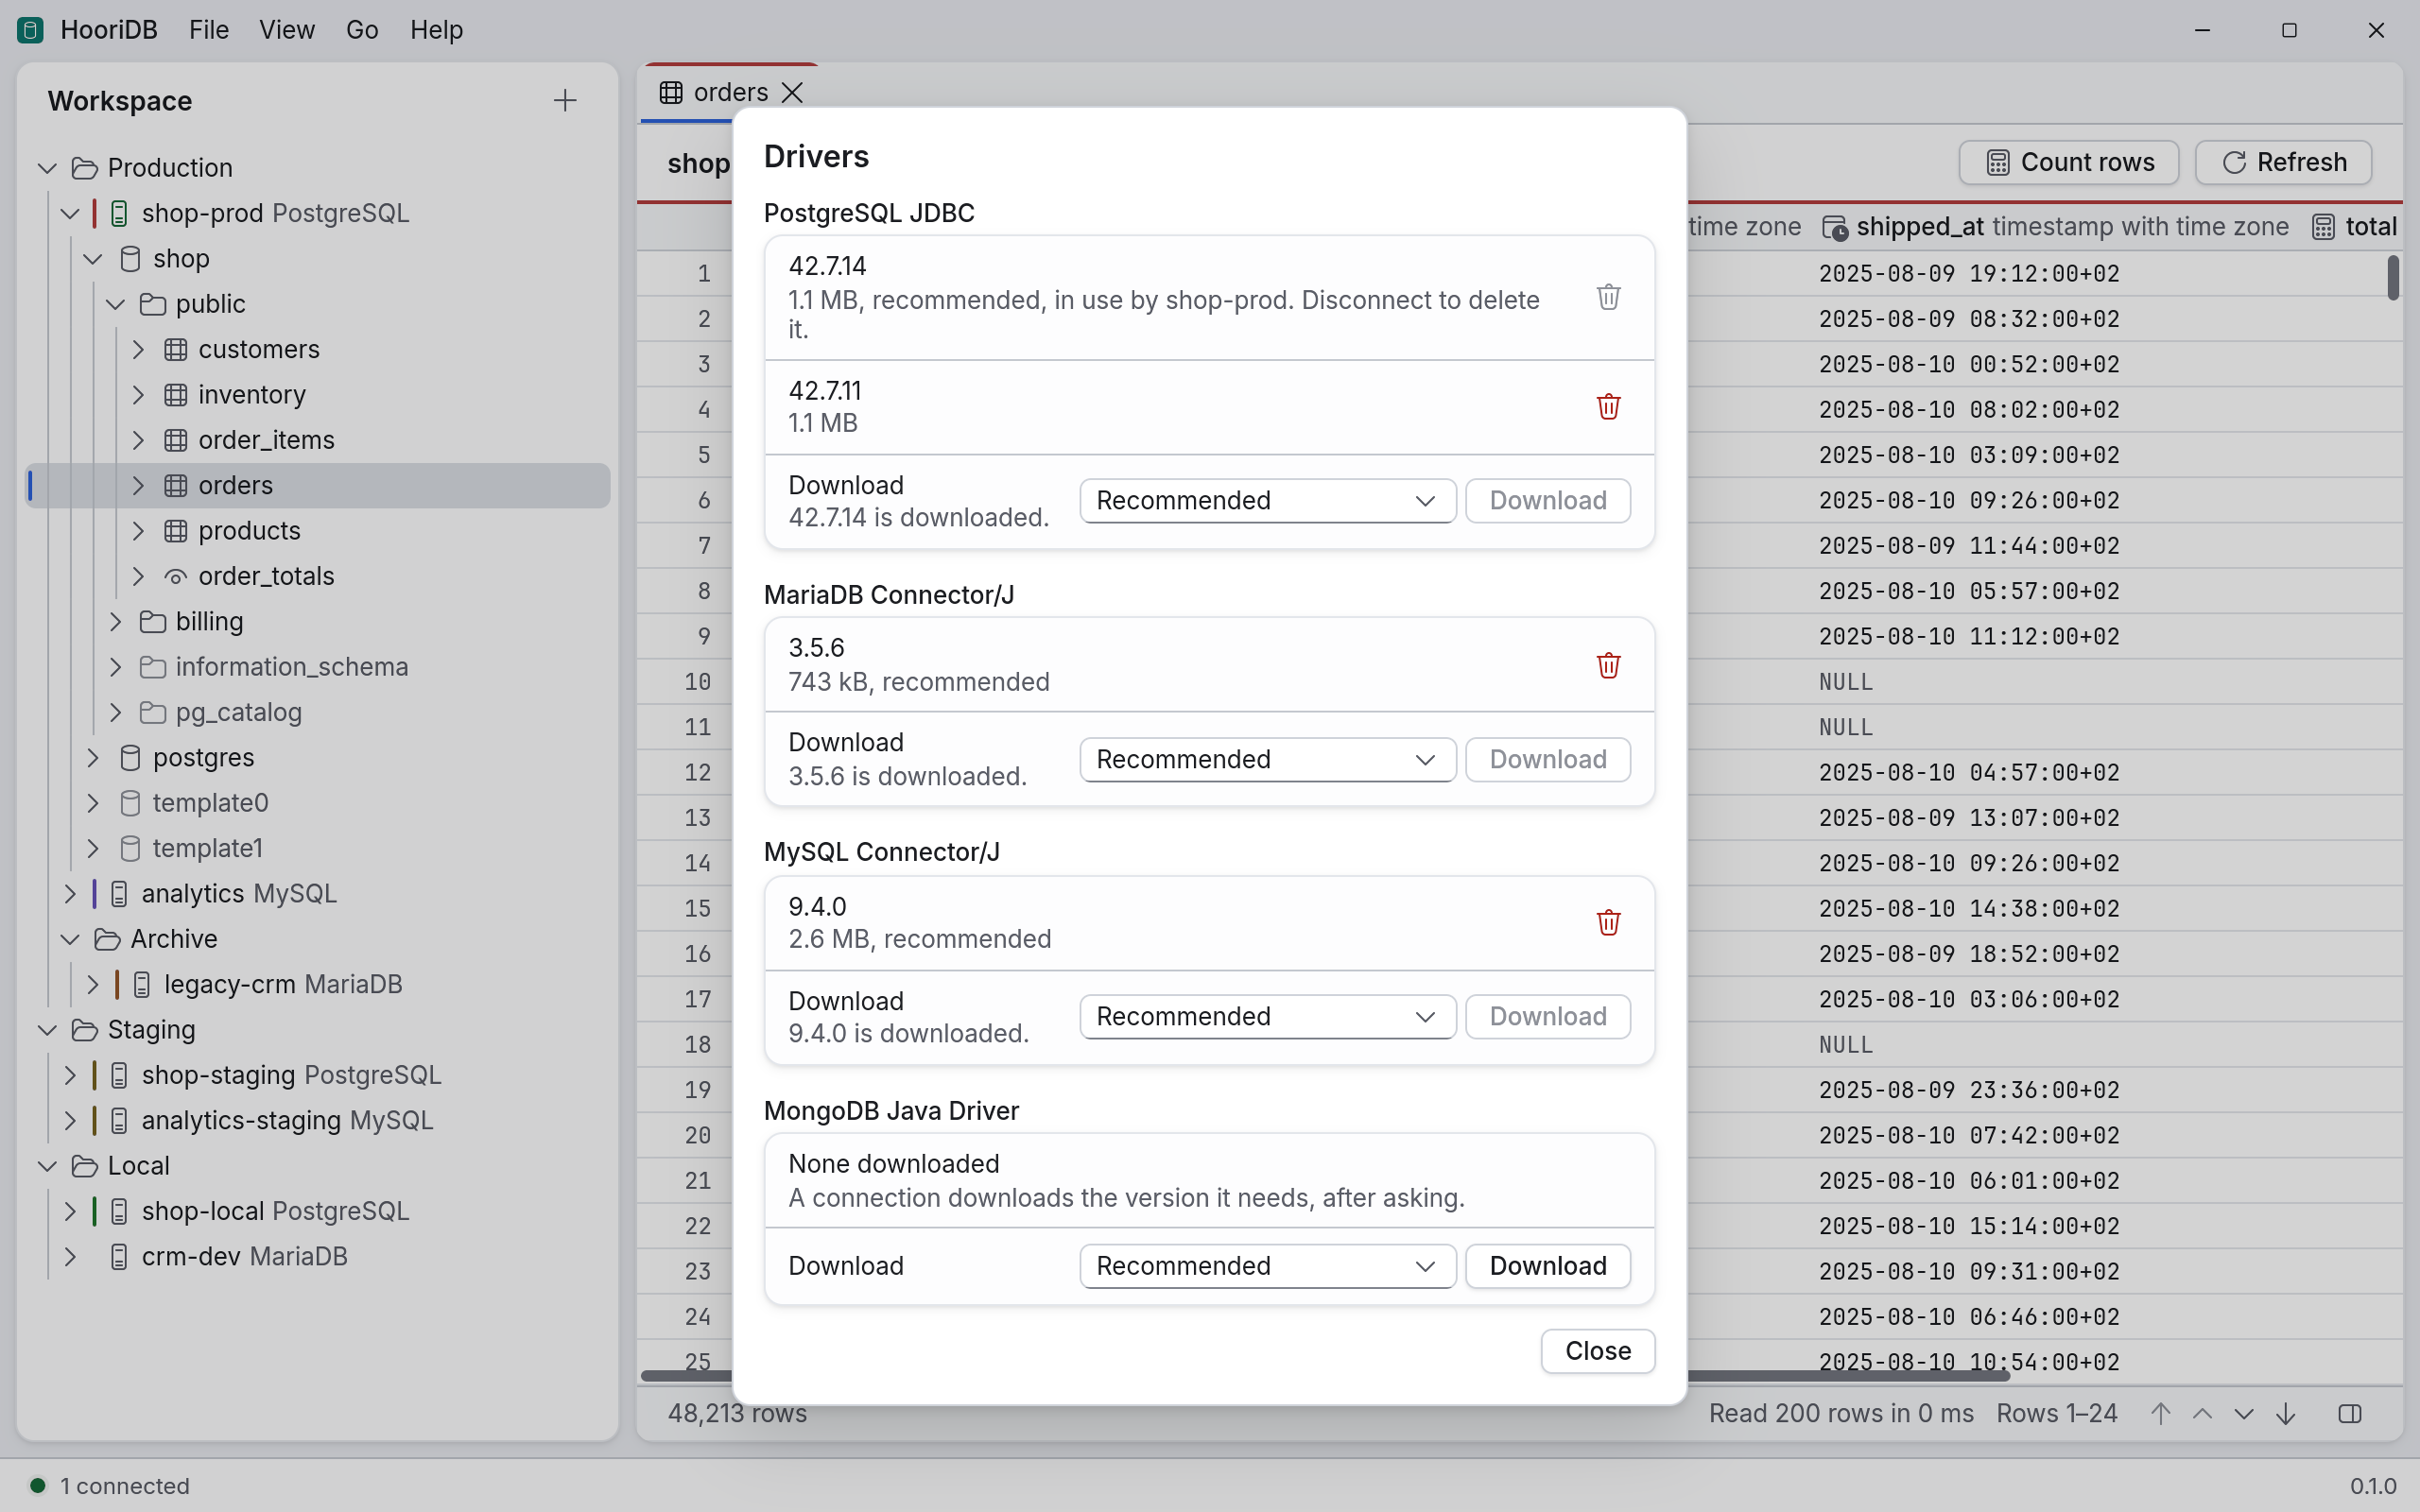 HooriDB File View Go Help
Workspace
Production
shop-prod PostgreSQL
shop
public
customers
inventory
order_items
orders
products
order_totals
billing
information_schema
pg_catalog
postgres
template0
template1
analytics MySQL
Archive
legacy-crm MariaDB
Staging
shop-staging PostgreSQL
analytics-staging MySQL
Local
shop-local PostgreSQL
crm-dev MariaDB
orders
shop
Count rows
Refresh
time zone
shipped_at timestamp with time zone
total
1
2
3
4
5
6
7
8
9
10
11
12
13
14
15
16
17
18
19
20
21
22
23
24
25
Drivers
PostgreSQL JDBC
42.7.14
1.1 MB, recommended, in use by shop-prod. Disconnect to delete
it.
42.7.11
1.1 MB
Download
42.7.14 is downloaded.
Recommended
Download
MariaDB Connector/J
3.5.6
743 kB, recommended
Download
3.5.6 is downloaded.
Recommended
Download
MySQL Connector/J
9.4.0
2.6 MB, recommended
Download
9.4.0 is downloaded.
Recommended
Download
MongoDB Java Driver
None downloaded
A connection downloads the version it needs, after asking.
Download
Recommended
Download
Close
2025-08-09 19:12:00+02
2025-08-09 08:32:00+02
2025-08-10 00:52:00+02
2025-08-10 08:02:00+02
2025-08-10 03:09:00+02
2025-08-10 09:26:00+02
2025-08-09 11:44:00+02
2025-08-10 05:57:00+02
2025-08-10 11:12:00+02
NULL
NULL
2025-08-10 04:57:00+02
2025-08-09 13:07:00+02
2025-08-10 09:26:00+02
2025-08-10 14:38:00+02
2025-08-09 18:52:00+02
2025-08-10 03:06:00+02
NULL
2025-08-09 23:36:00+02
2025-08-10 07:42:00+02
2025-08-10 06:01:00+02
2025-08-10 15:14:00+02
2025-08-10 09:31:00+02
2025-08-10 06:46:00+02
2025-08-10 10:54:00+02
48,213 rows
Read 200 rows in 0 ms
Rows 1–24
1 connected
0.1.0